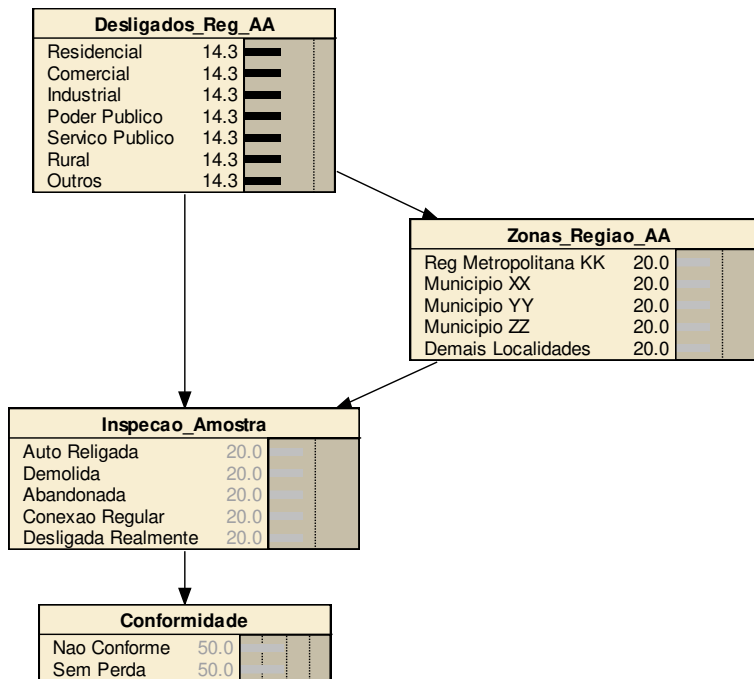 Desligados_Reg_AA
Residencial 14.3
Comercial 14.3
Industrial 14.3
Poder Publico 14.3
Servico Publico 14.3
Rural 14.3
Outros 14.3
Zonas_Regiao_AA
Reg Metropolitana KK 20.0
Municipio XX 20.0
Municipio YY 20.0
Municipio ZZ 20.0
Demais Localidades 20.0
Inspecao_Amostra
Auto Religada 20.0
Demolida 20.0
Abandonada 20.0
Conexao Regular 20.0
Desligada Realmente 20.0
Conformidade
Nao Conforme 50.0
Sem Perda 50.0